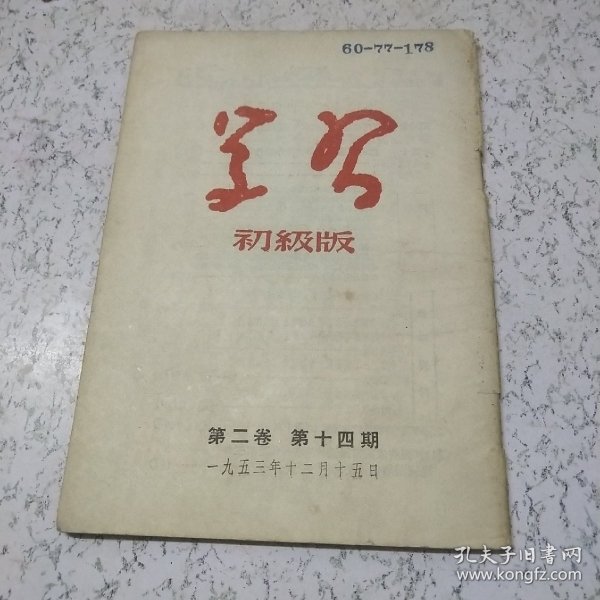 60-77-178
学习
初級版
第二卷 第十四期
一九五三年十二月十五日
孔夫子旧书网
www.kongfz.com